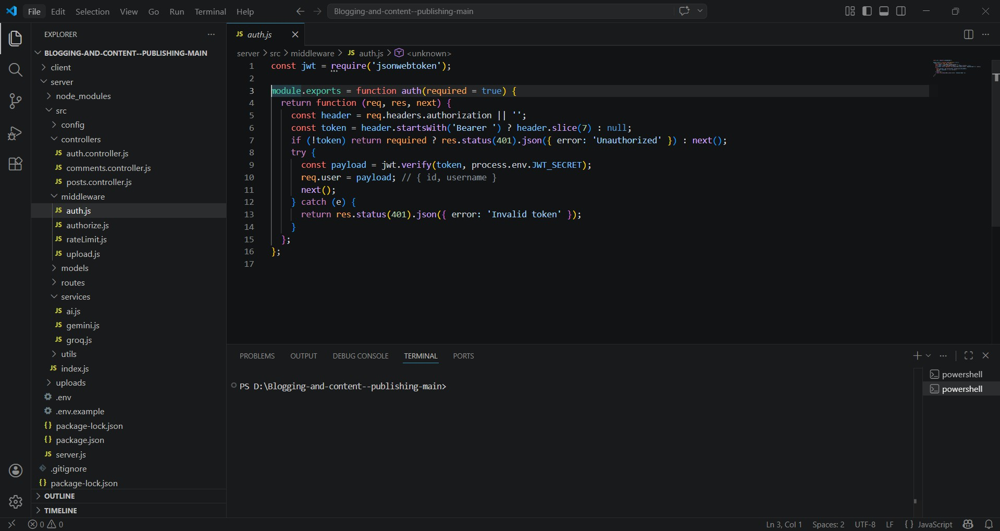 File Edit Selection View Go Run Terminal Help
Blogging-and-content--publishing-main
EXPLORER
BLOGGING-AND-CONTENT--PUBLISHING-MAIN
client
server
node_modules
src
config
controllers
JS auth.controller.js
JS comments.controller.js
JS posts.controller.js
middleware
JS auth.js
JS authorize.js
JS rateLimit.js
JS upload.js
models
routes
services
JS ai.js
JS gemini.js
JS groq.js
utils
JS index.js
uploads
.env
.env.example
{} package-lock.json
{} package.json
JS server.js
.gitignore
{} package-lock.json
OUTLINE
TIMELINE
JS auth.js
server > src > middleware > JS auth.js > <unknown>
1 const jwt = require('jsonwebtoken');
2
3 module.exports = function auth(required = true) {
4 return function (req, res, next) {
5 const header = req.headers.authorization || '';
6 const token = header.startsWith('Bearer ') ? header.slice(7) : null;
7 if (!token) return required ? res.status(401).json({ error: 'Unauthorized' }) : next();
8 try {
9 const payload = jwt.verify(token, process.env.JWT_SECRET);
10 req.user = payload; // { id, username }
11 next();
12 } catch (e) {
13 return res.status(401).json({ error: 'Invalid token' });
14 }
15 };
16 };
17
PROBLEMS OUTPUT DEBUG CONSOLE TERMINAL PORTS
PS D:\Blogging-and-content--publishing-main>
powershell
powershell
0 0
Ln 3, Col 1 Spaces: 2 UTF-8 LF {} JavaScript